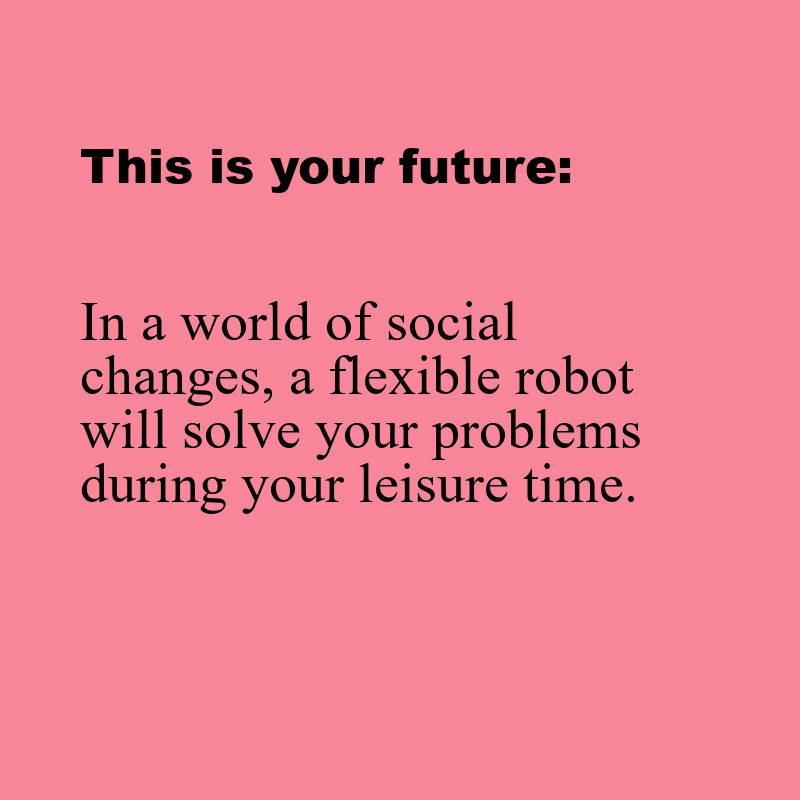 This is your future:
In a world of social
changes, a flexible robot
will solve your problems
during your leisure time.